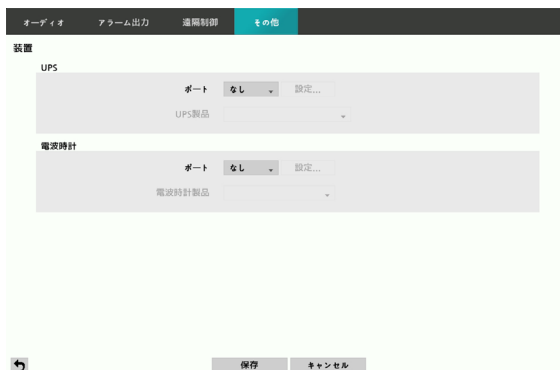 オーディオ アラーム出力 遠隔制御 その他
装置
UPS
ポート なし 設定...
UPS製品
電波時計
ポート なし 設定...
電波時計製品
保存 キャンセル